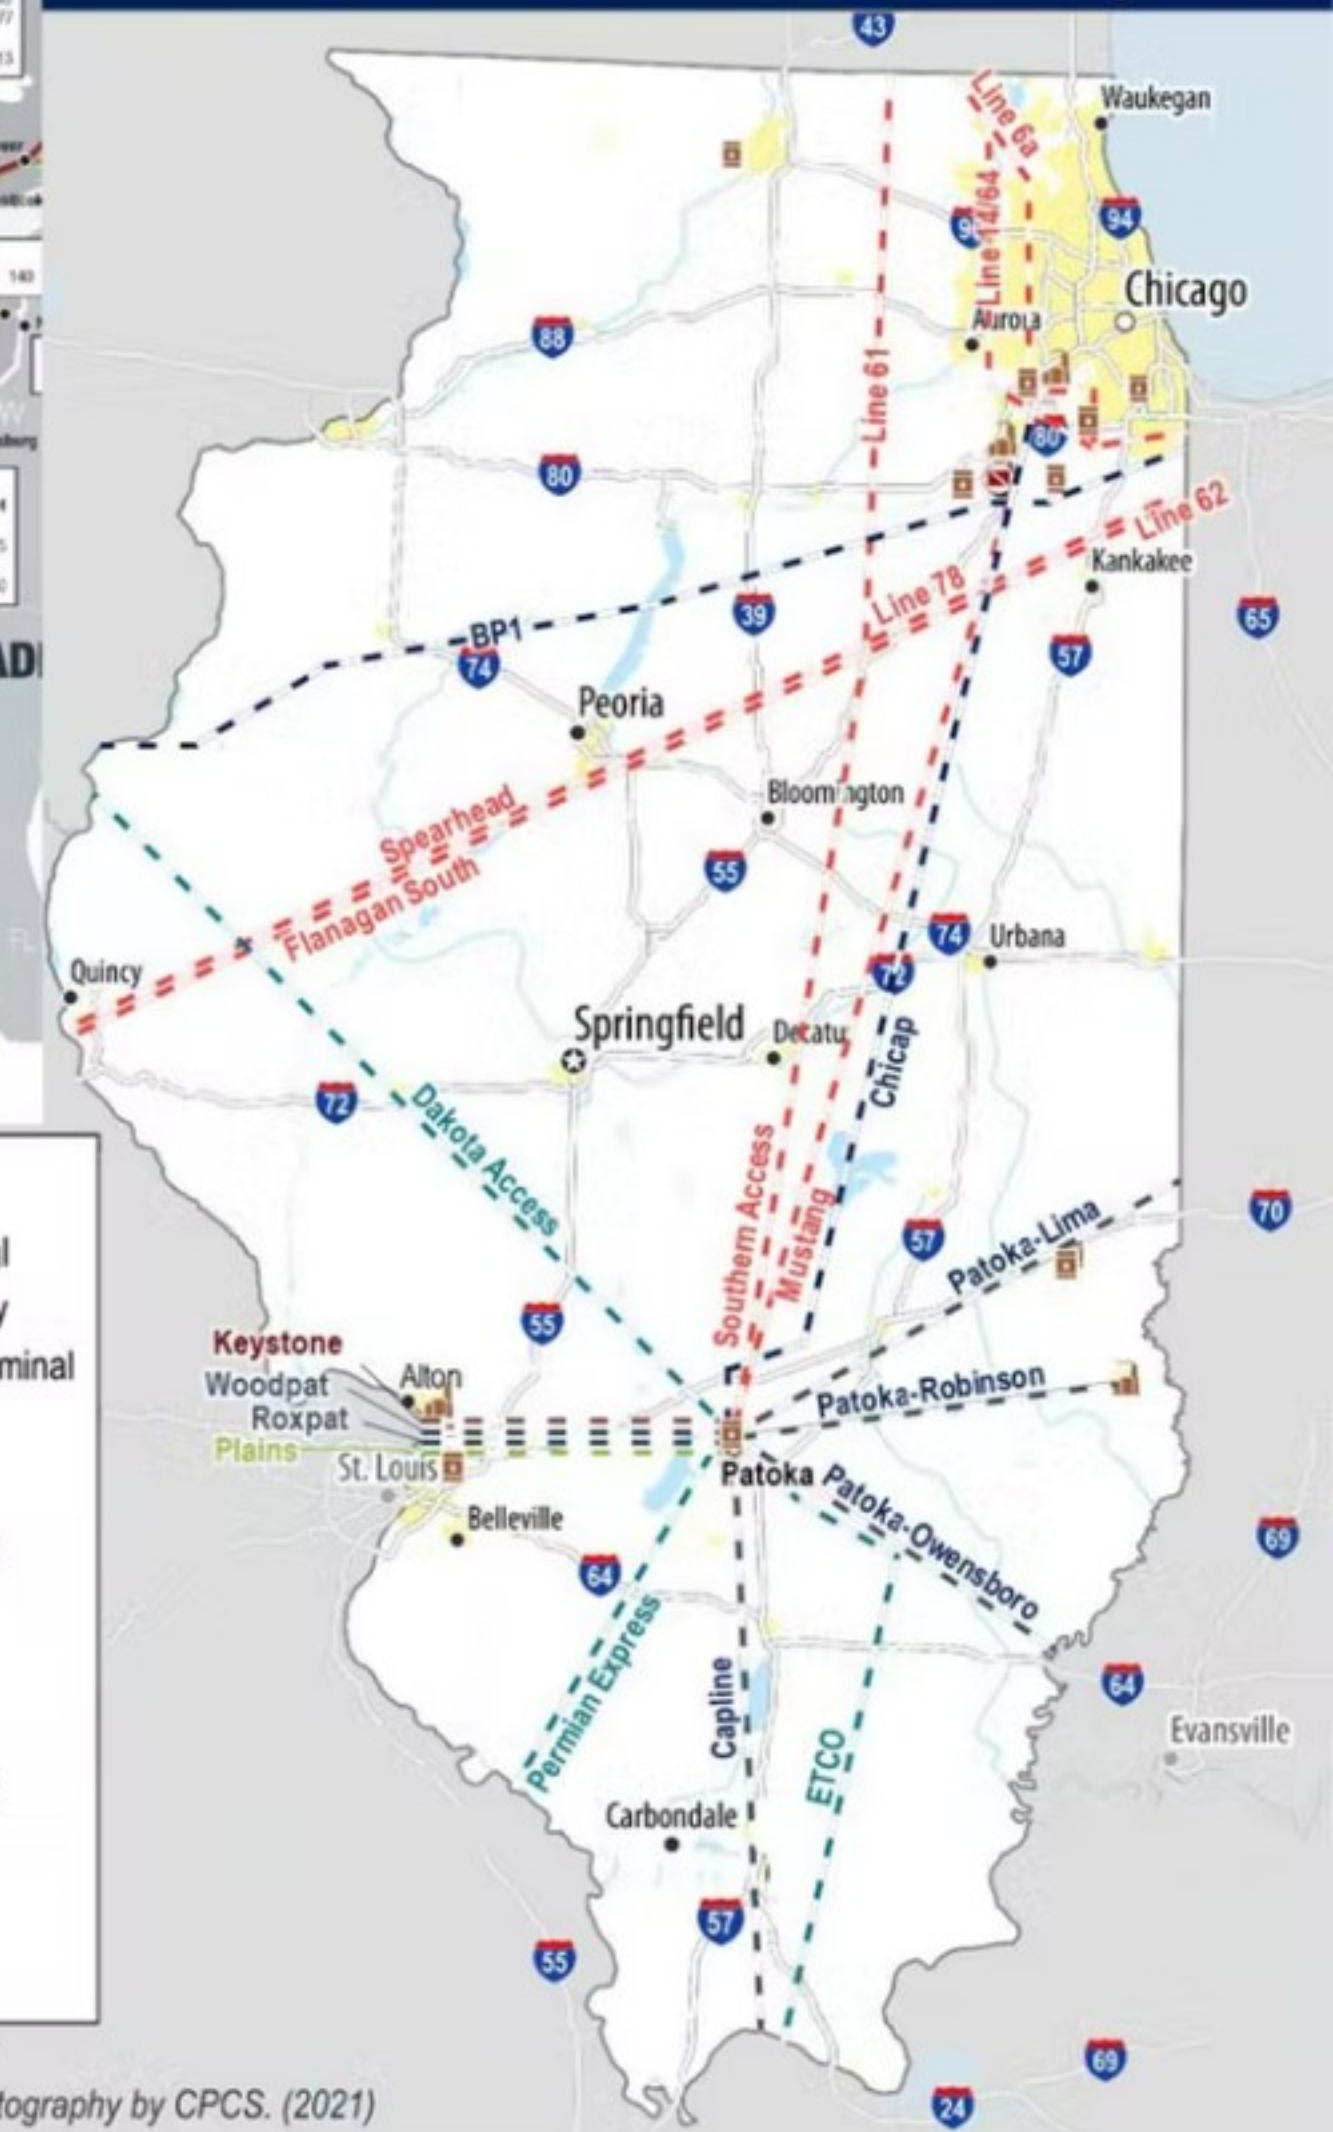 43
Waukegan
Line 6a
Line 14/64
94
Chicago
Aurora
88
Line 61
80
80
Line 62
Kankakee
Line 78
39
65
BP1
74
57
Peoria
Bloomington
Spearhead
Flanagan South
55
74
Urbana
72
Quincy
Springfield
Decatu
Chicap
72
Dakota Access
Southern Access
Mustang
Patoka-Lima
70
57
55
Keystone
Alton
Woodpat
Roxpat
Plains
St. Louis
Patoka-Robinson
Patoka
Patoka-Owensboro
Belleville
64
69
Permian Express
Capline
ETCO
64
Evansville
Carbondale
57
55
69
24
minal
140
tography by CPCS. (2021)